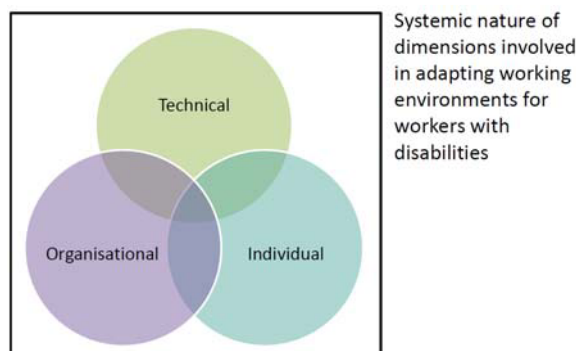 Technical
Organisational
Individual
Systemic nature of
dimensions involved
in adapting working
environments for
workers with
disabilities